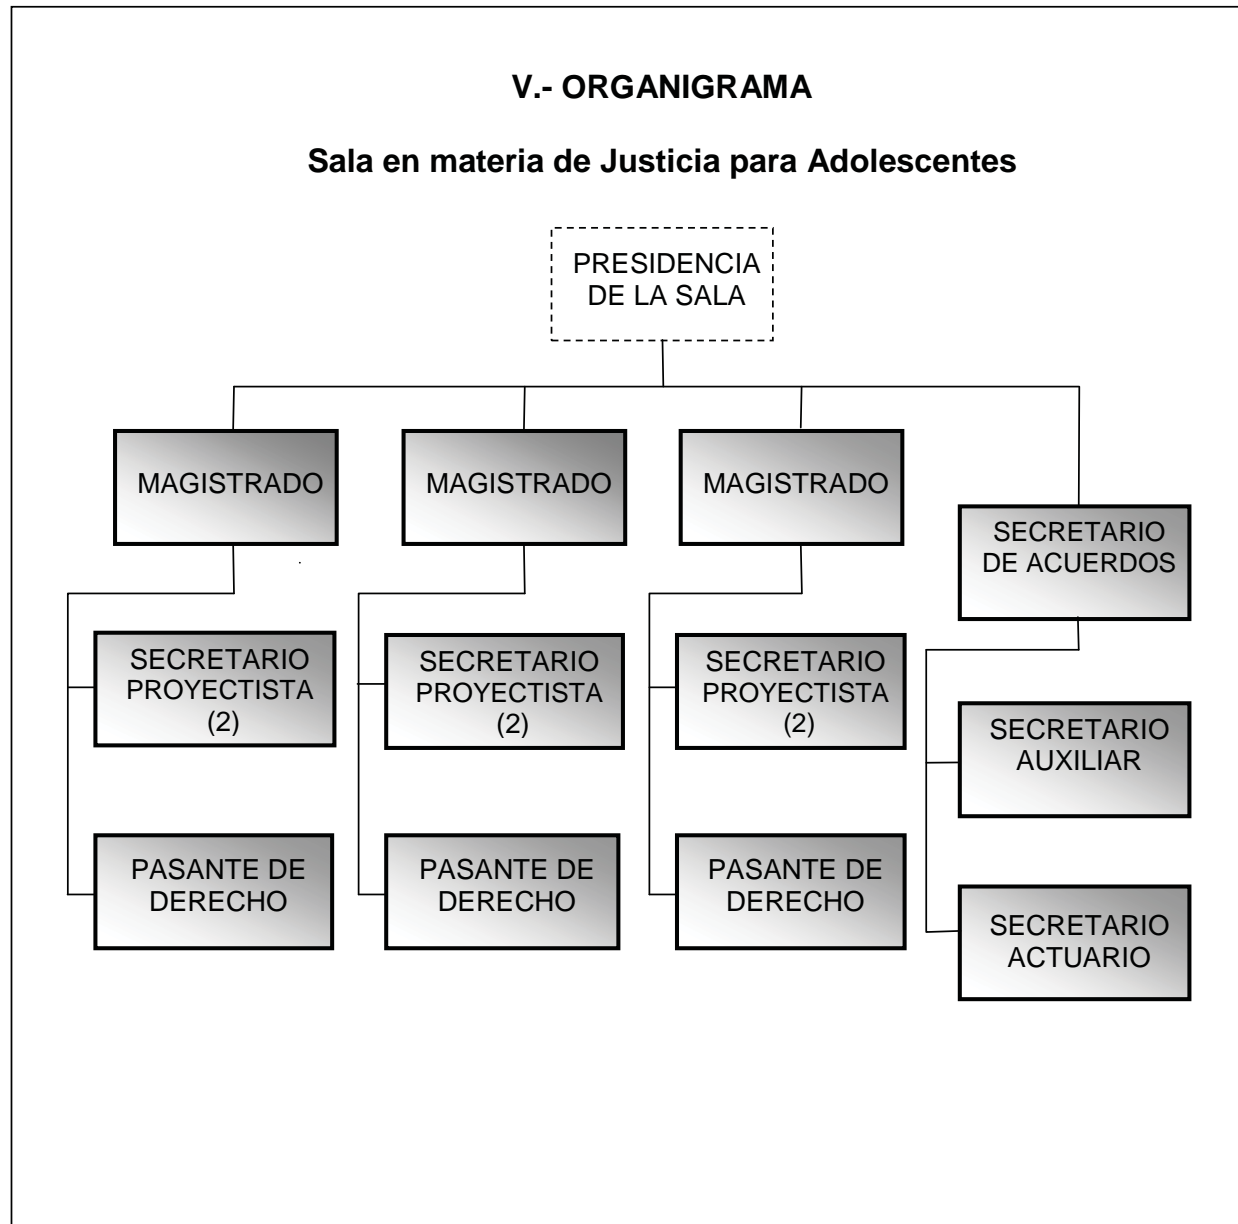 V.- ORGANIGRAMA
Sala en materia de Justicia para Adolescentes
PRESIDENCIA
DE LA SALA
MAGISTRADO
MAGISTRADO
MAGISTRADO
SECRETARIO
DE ACUERDOS
SECRETARIO
PROYECTISTA
(2)
SECRETARIO
PROYECTISTA
(2)
SECRETARIO
PROYECTISTA
(2)
SECRETARIO
AUXILIAR
PASANTE DE
DERECHO
PASANTE DE
DERECHO
PASANTE DE
DERECHO
SECRETARIO
ACTUARIO